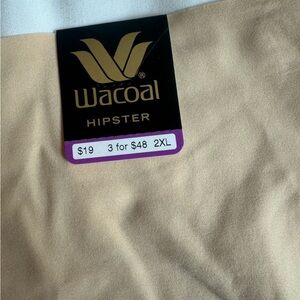 Wacoal®
HIPSTER
$19 3 for $48 2XL